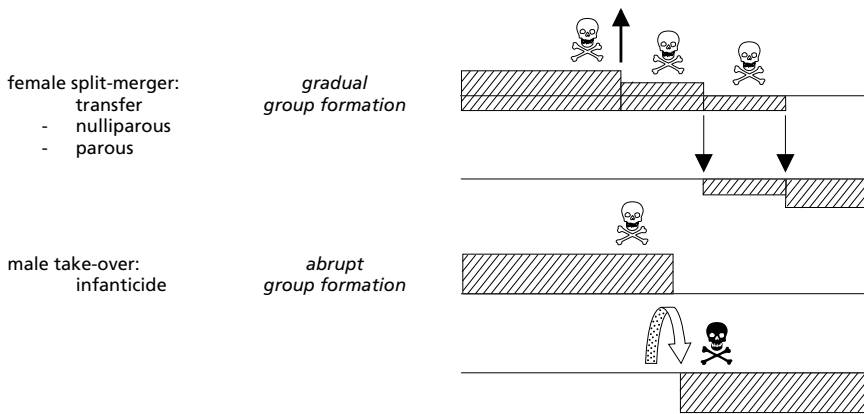 female split-merger: gradual
transfer group formation
- nulliparous
- parous
male take-over: abrupt
infanticide group formation